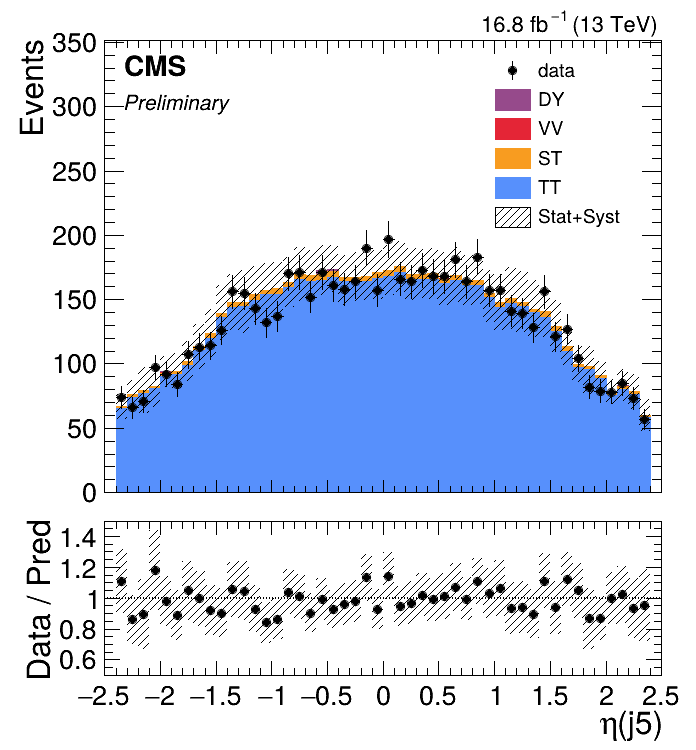 16.8 fb⁻¹ (13 TeV)
CMS
Preliminary
Events
350
300
250
200
150
100
50
0
data
DY
VV
ST
TT
Stat+Syst
Data / Pred
1.4
1.2
1
0.8
0.6
−2.5 −2 −1.5 −1 −0.5 0 0.5 1 1.5 2 2.5
η(j5)